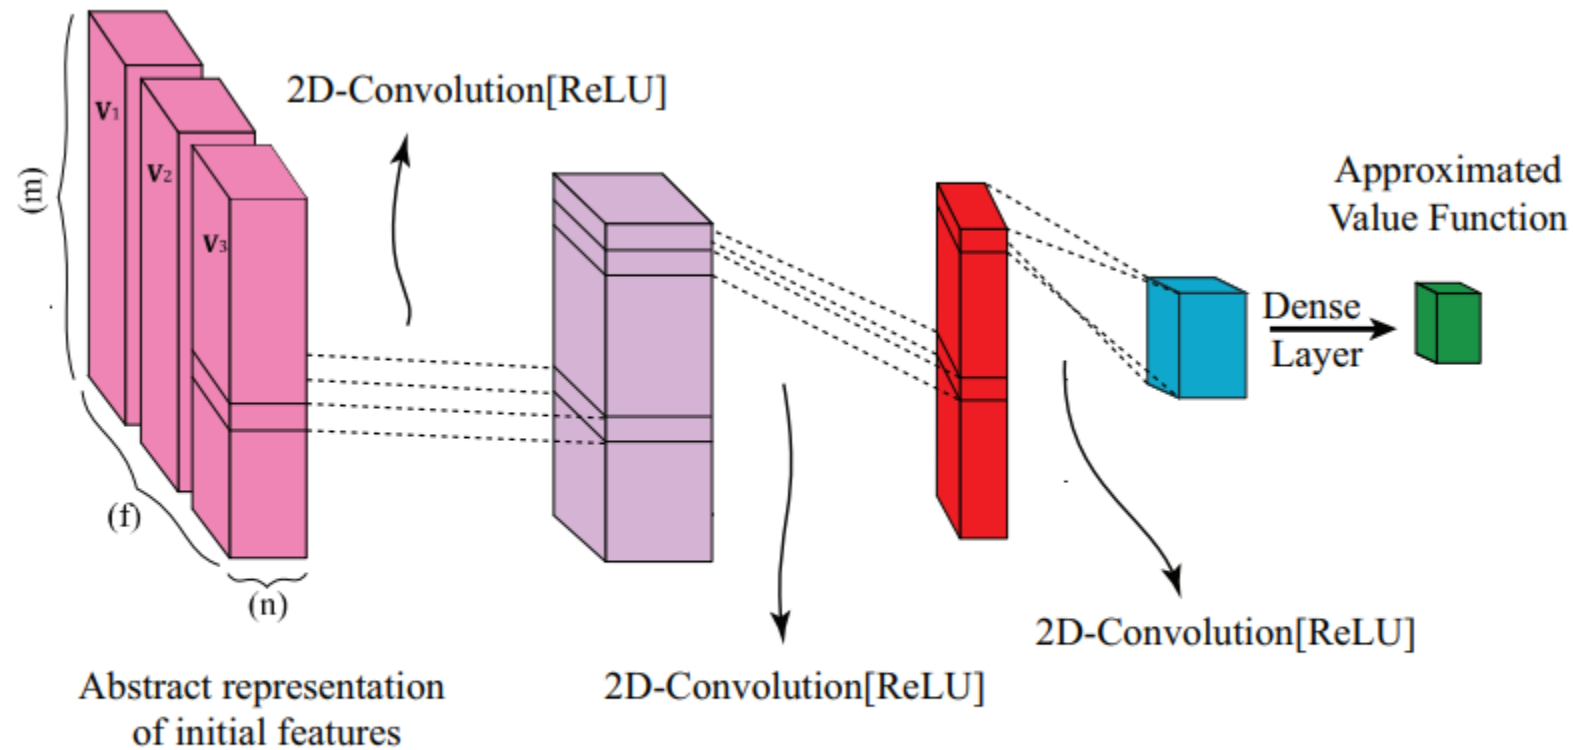 V1
V2
V3
(m)
(f)
(n)
Abstract representation
of initial features
2D-Convolution[ReLU]
2D-Convolution[ReLU]
2D-Convolution[ReLU]
Dense
Layer
Approximated
Value Function